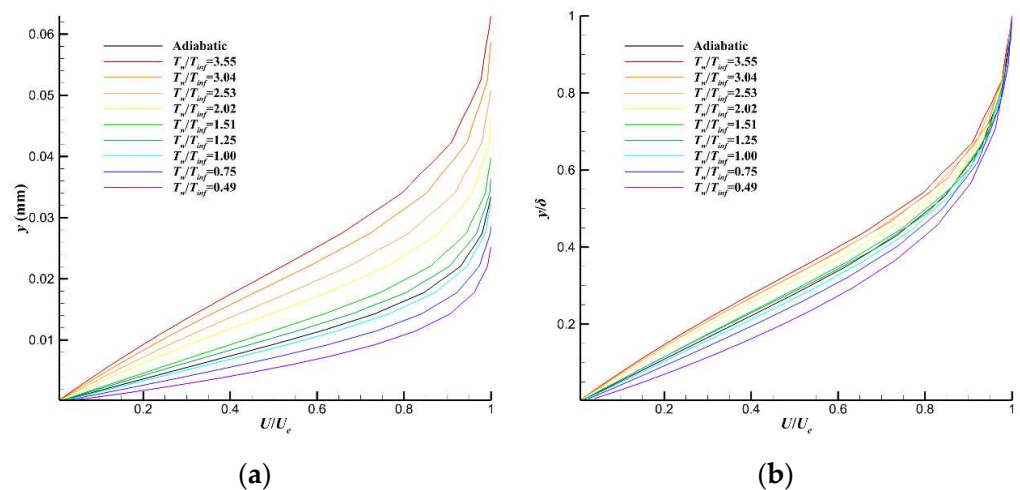 0.06
0.05
0.04
0.03
0.02
0.01
y (mm)
Adiabatic
Tw/Tinf=3.55
Tw/Tinf=3.04
Tw/Tinf=2.53
Tw/Tinf=2.02
Tw/Tinf=1.51
Tw/Tinf=1.25
Tw/Tinf=1.00
Tw/Tinf=0.75
Tw/Tinf=0.49
0.2 0.4 0.6 0.8 1
U/Ue
(a)
1
0.8
0.6
0.4
0.2
y/δ
Adiabatic
Tw/Tinf=3.55
Tw/Tinf=3.04
Tw/Tinf=2.53
Tw/Tinf=2.02
Tw/Tinf=1.51
Tw/Tinf=1.25
Tw/Tinf=1.00
Tw/Tinf=0.75
Tw/Tinf=0.49
0.2 0.4 0.6 0.8 1
U/Ue
(b)